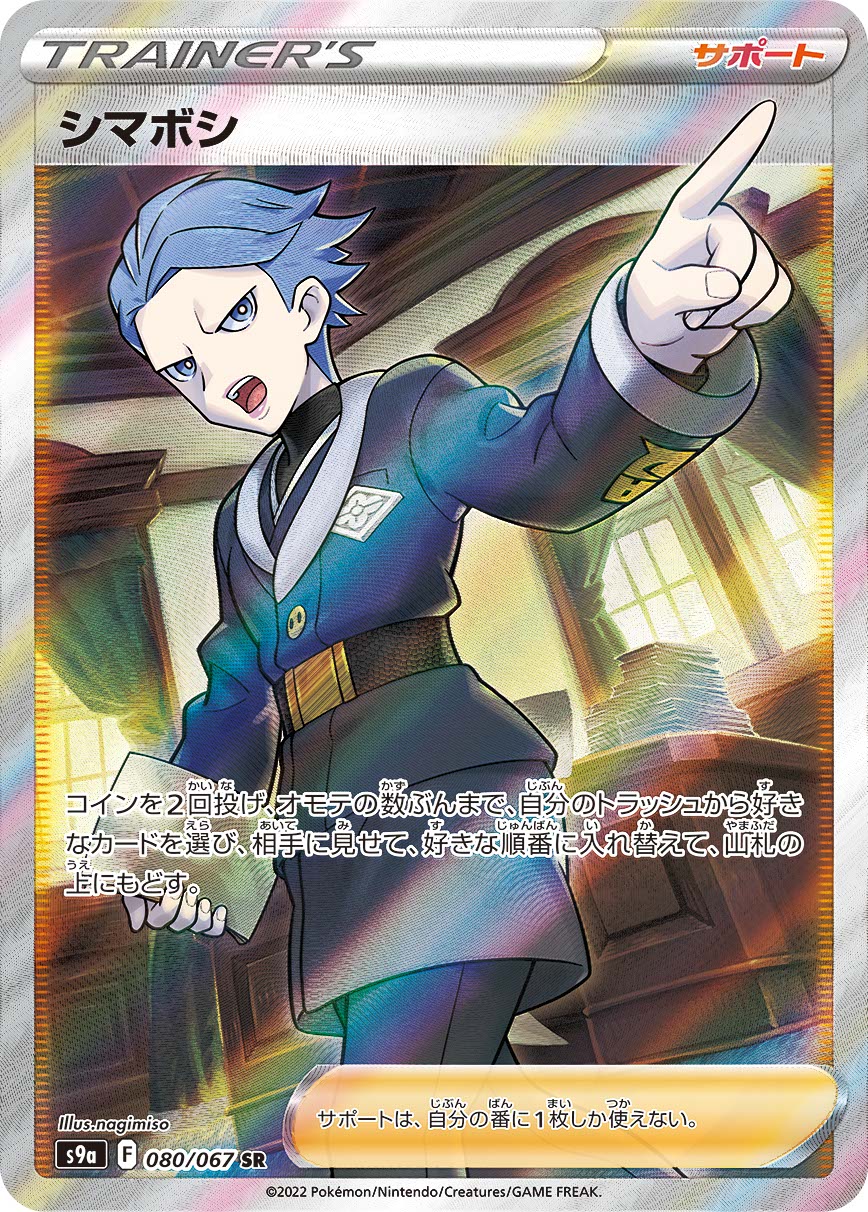 TRAINER'S サポート
シマボシ
コインを2回投げ、オモテの数ぶんまで、自分のトラッシュから好き
なカードを選び、相手に見せて、好きな順番に入れ替えて、山札の
上にもどす。
サポートは、自分の番に1枚しか使えない。
Illus.nagimiso
s9a F 080/067 SR
©2022 Pokémon/Nintendo/Creatures/GAME FREAK.